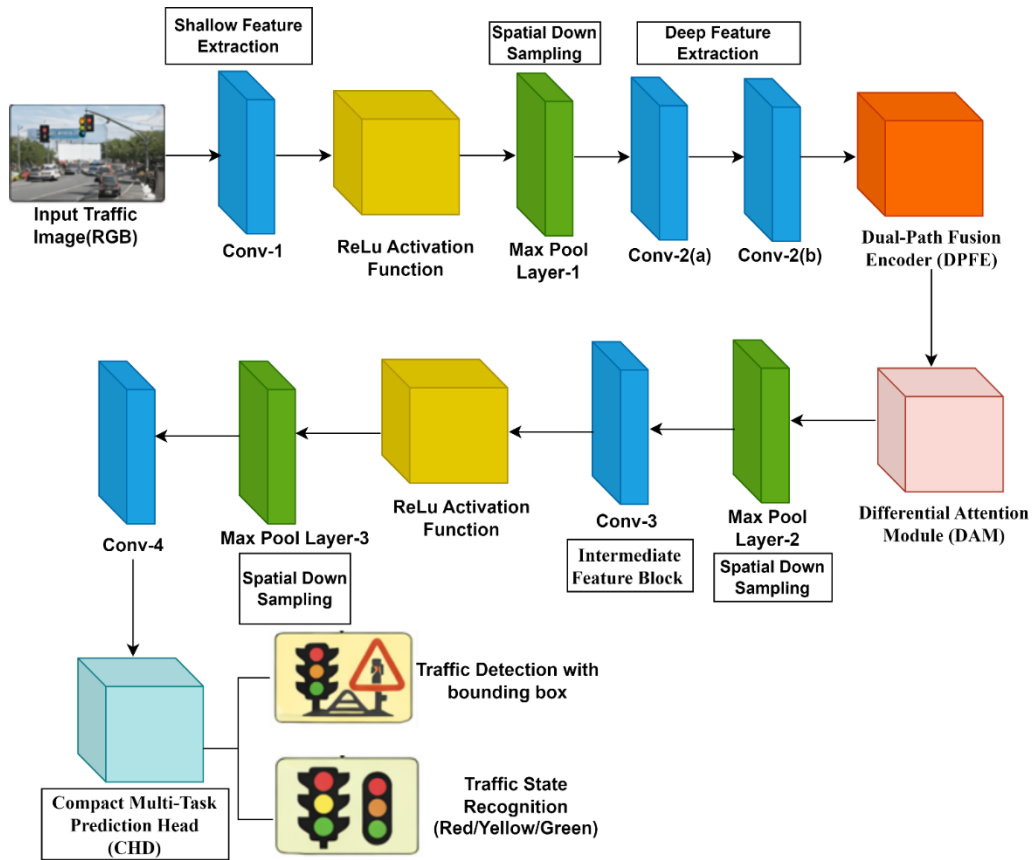 Shallow Feature
Extraction
Spatial Down
Sampling
Deep Feature
Extraction
Input Traffic
Image(RGB)
Conv-1
ReLu Activation
Function
Max Pool
Layer-1
Conv-2(a)
Conv-2(b)
Dual-Path Fusion
Encoder (DPFE)
Differential Attention
Module (DAM)
Max Pool
Layer-2
Spatial Down
Sampling
Conv-3
Intermediate
Feature Block
ReLu Activation
Function
Max Pool Layer-3
Spatial Down
Sampling
Conv-4
Compact Multi-Task
Prediction Head
(CHD)
Traffic Detection with
bounding box
Traffic State
Recognition
(Red/Yellow/Green)